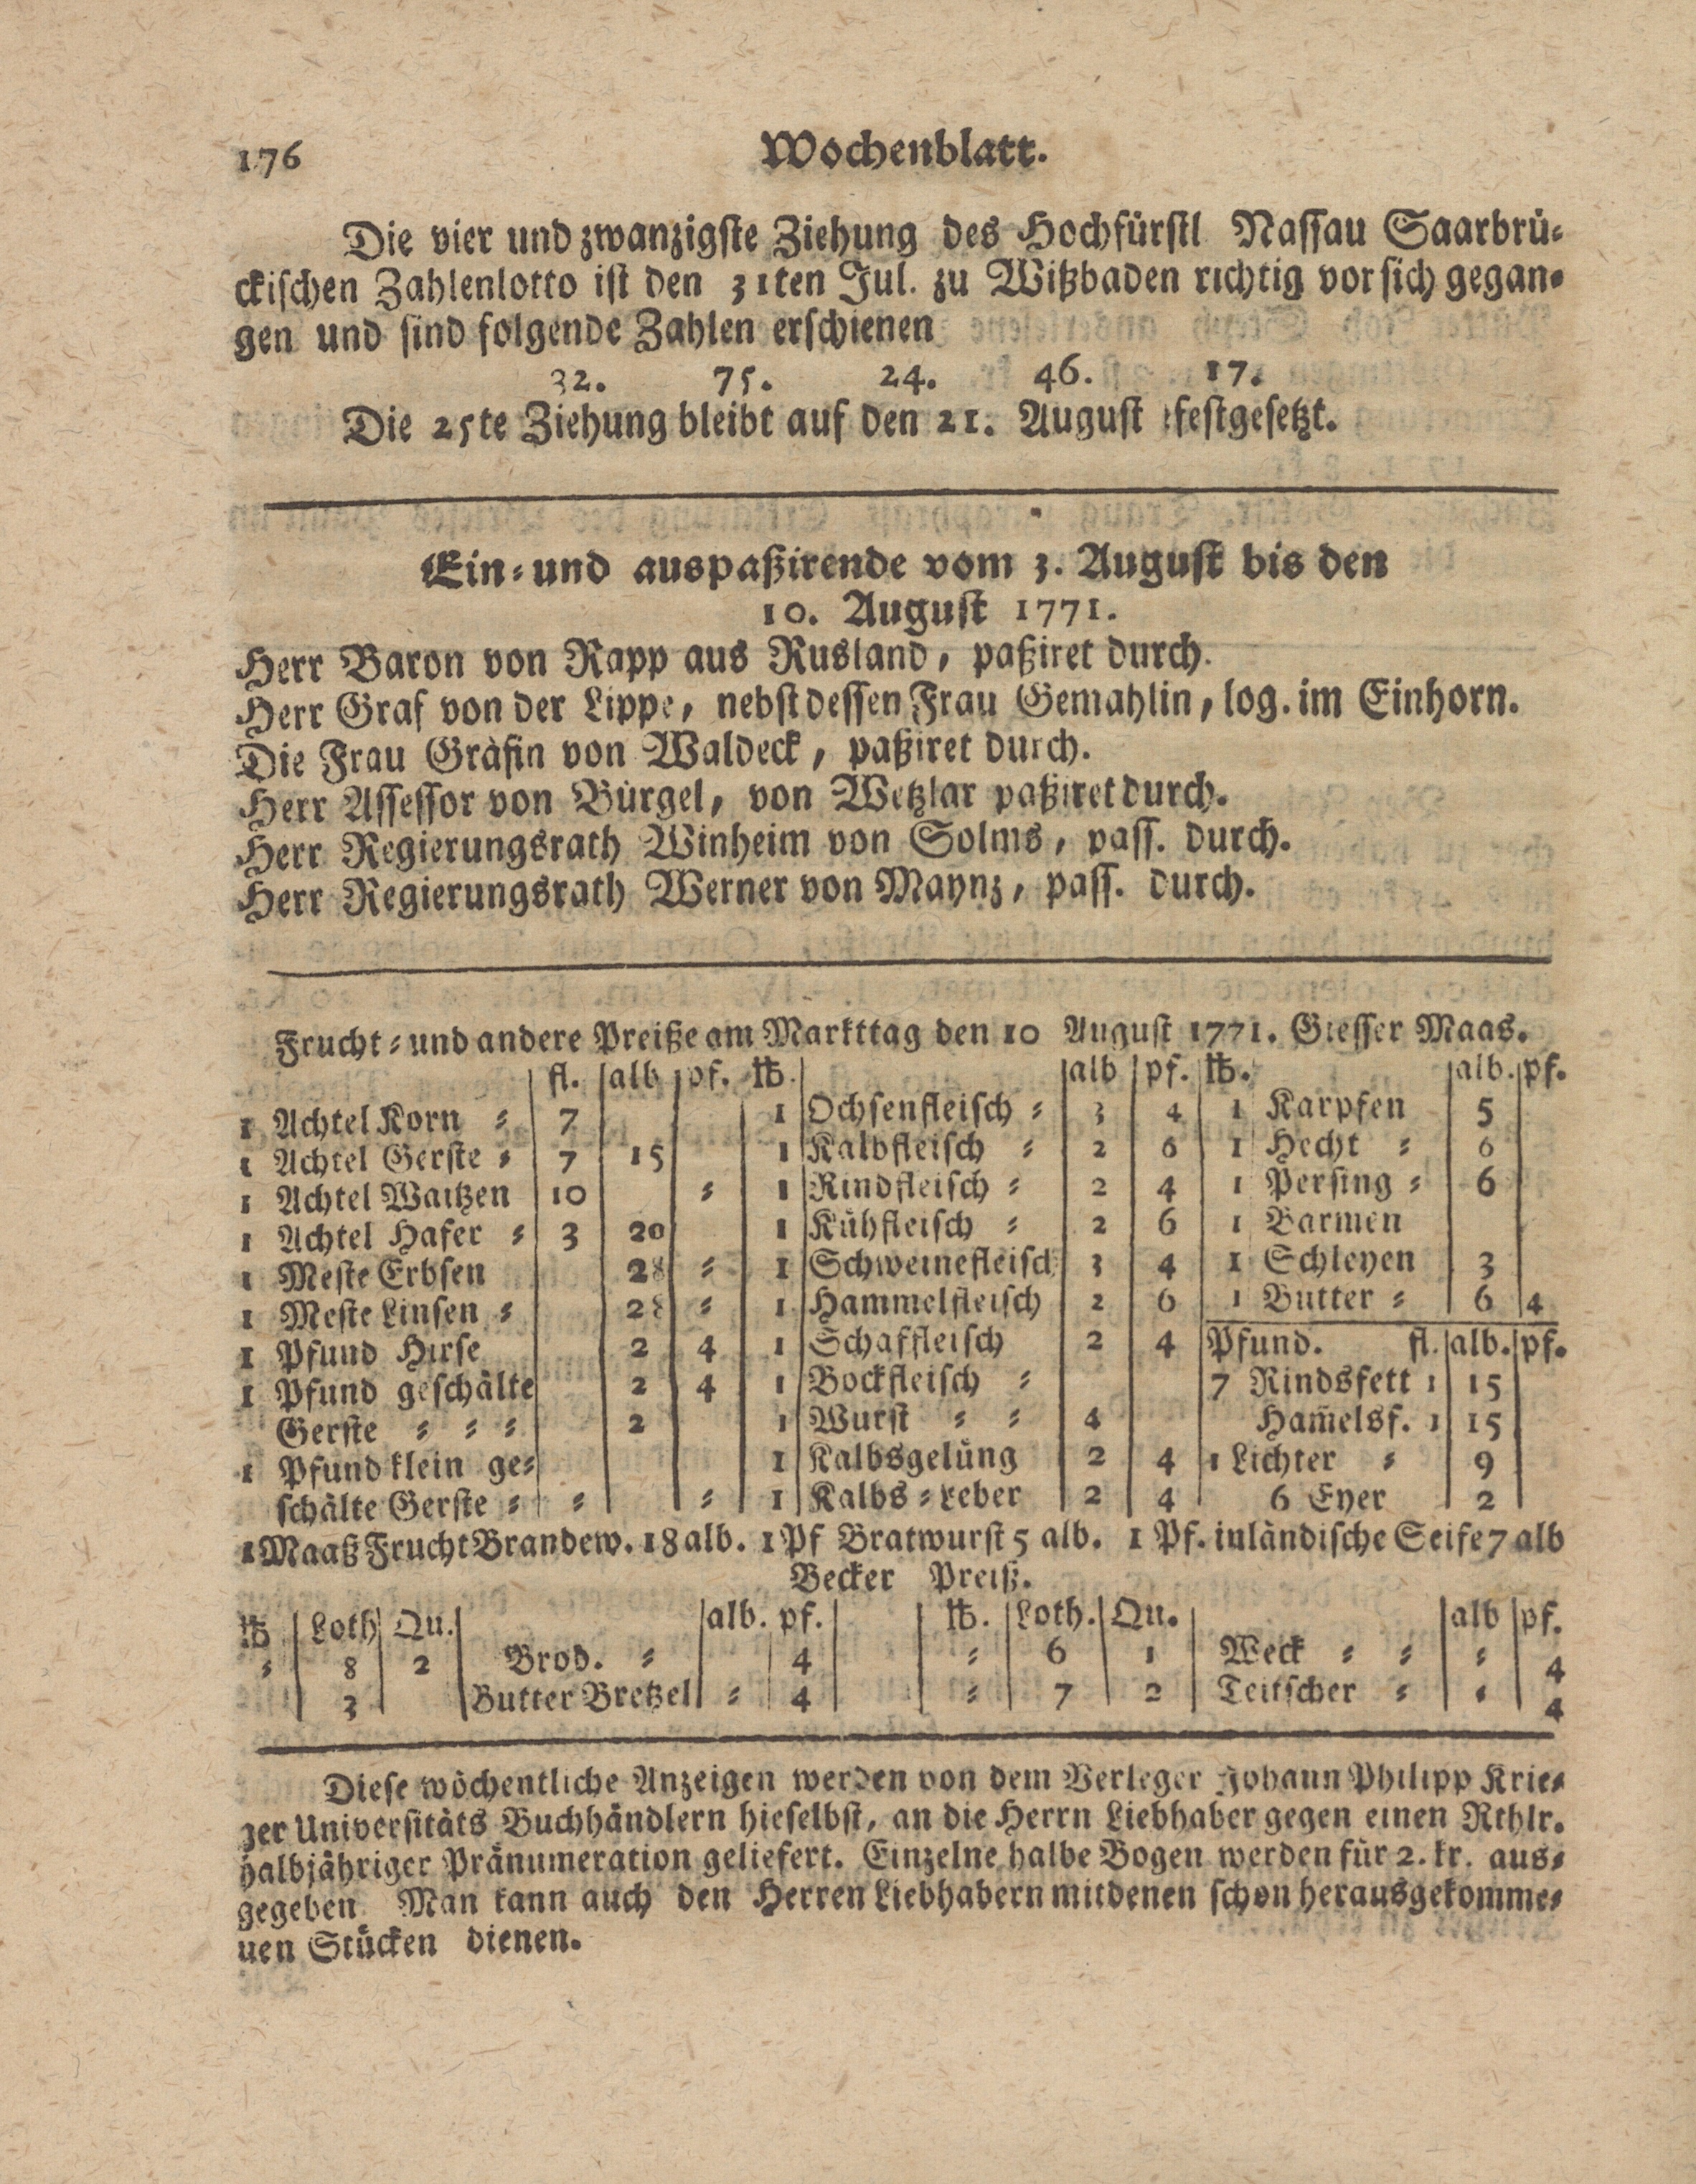 176 Wochenblatt.
Die vier und zwanzigste Ziehung des Hochfürstl Nassau Saarbrü-
ckischen Zahlenlotto ist den 31ten Jul. zu Wißbaden richtig vor sich gegan-
gen und sind folgende Zahlen erschienen
32. 75. 24. 46. 17.
Die 25te Ziehung bleibt auf den 21. August festgesetzt.
Ein- und auspaßirende vom 3. August bis den
10. August 1771.
Herr Baron von Rapp aus Rusland, paßiret durch.
Herr Graf von der Lippe, nebst dessen Frau Gemahlin, log. im Einhorn.
Die Frau Gräfin von Waldeck, paßiret durch.
Herr Assessor von Bürgel, von Wetzlar paßiret durch.
Herr Regierungsrath Winheim von Solms, pass. durch.
Herr Regierungsrath Werner von Maynz, pass. durch.
Frucht- und andere Preiße am Markttag den 10 August 1771. Giesser Maas.
fl. alb pf. ℔. alb pf. ℔. alb. pf.
1 Achtel Korn = 7 1 Ochsenfleisch = 3 4 1 Karpfen 5
1 Achtel Gerste = 7 15 1 Kalbfleisch = 2 6 1 Hecht = 6
1 Achtel Waitzen 10 = 1 Rindfleisch = 2 4 1 Persing = 6
1 Achtel Hafer = 3 20 1 Kühfleisch = 2 6 1 Barmen
1 Meste Erbsen 28 = 1 Schweinefleisch 3 4 1 Schleyen 3
1 Meste Linsen = 28 = 1 Hammelfleisch 2 6 1 Butter = 6 4
1 Pfund Hirse 2 4 1 Schaffleisch 2 4 Pfund. fl. alb. pf.
1 Pfund geschälte 2 4 1 Bockfleisch = 7 Rindsfett 1 15
Gerste = = = 2 1 Wurst = = 4 Ham̃elsf. 1 15
1 Pfund klein ge- 1 Kalbsgelüng 2 4 1 Lichter = 9
schälte Gerste = = = 1 Kalbs-Leber 2 4 6 Eyer 2
1 Maaß Frucht Brandew. 18 alb. 1 Pf Bratwurst 5 alb. 1 Pf. inländische Seife 7 alb
Becker Preiß.
℔ Loth Qu. alb. pf. ℔. Loth. Qu. alb pf.
= 8 2 Brod. = 4 = 6 1 Weck = = = 4
3 Butter Bretzel = 4 = 7 2 Teitscher = = 4
Diese wöchentliche Anzeigen werden von dem Verleger Johann Philipp Krie-
ger Universitäts Buchhändlern hieselbst, an die Herrn Liebhaber gegen einen Rthlr.
halbjähriger Pränumeration geliefert. Einzelne halbe Bogen werden für 2. kr. aus-
gegeben Man kann auch den Herren Liebhabern mit denen schon herausgekomme-
uen Stücken dienen.